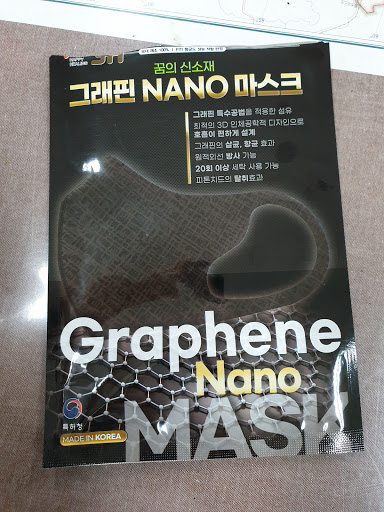 HAPPY
HEALING
꿈의 신소재
그래핀 NANO 마스크
그래핀 특수공법을 적용한 섬유
최적의 3D 인체공학적 디자인으로
호흡이 편하게 설계
그래핀의 살균, 항균 효과
원적외선 방사 가능
20회 이상 세탁 사용 가능
피톤치드의 탈취효과
Graphene
Nano
MASK
특허청
MADE IN KOREA